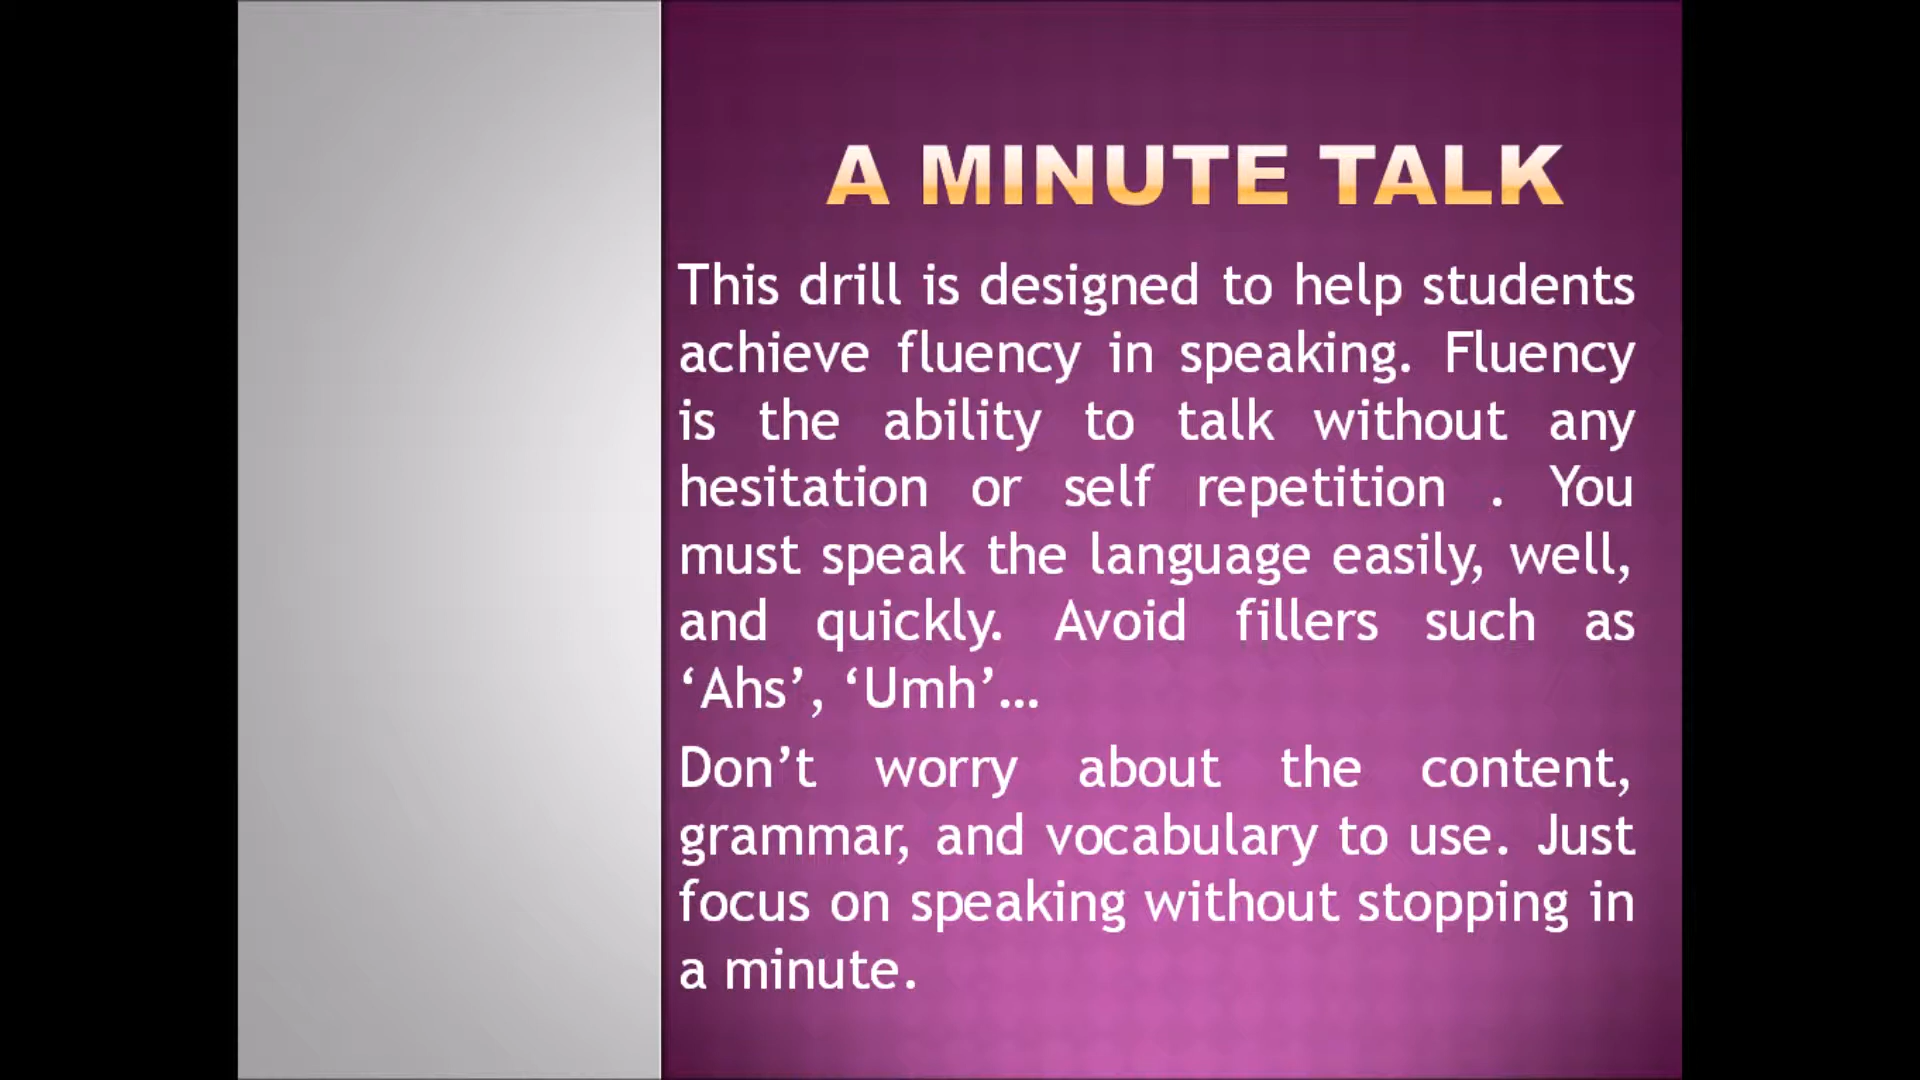 A MINUTE TALK
This drill is designed to help students
achieve fluency in speaking. Fluency
is the ability to talk without any
hesitation or self repetition . You
must speak the language easily, well,
and quickly. Avoid fillers such as
‘Ahs’, ‘Umh’…
Don’t worry about the content,
grammar, and vocabulary to use. Just
focus on speaking without stopping in
a minute.